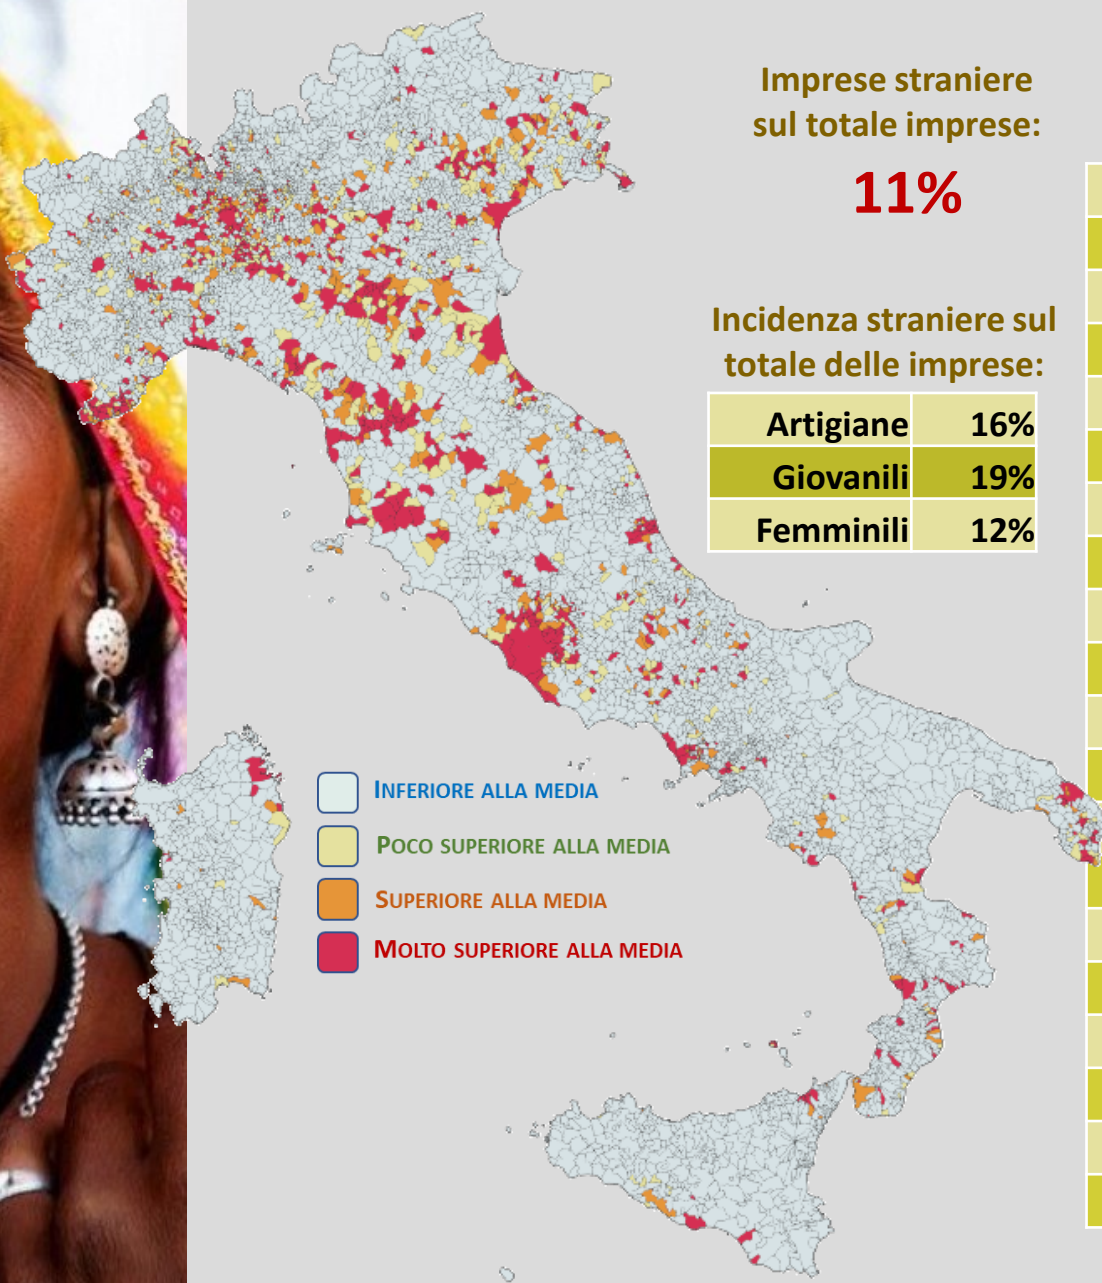 Imprese straniere
sul totale imprese:
11%
Incidenza straniere sul
totale delle imprese:
Artigiane 16%
Giovanili 19%
Femminili 12%
INFERIORE ALLA MEDIA
POCO SUPERIORE ALLA MEDIA
SUPERIORE ALLA MEDIA
MOLTO SUPERIORE ALLA MEDIA